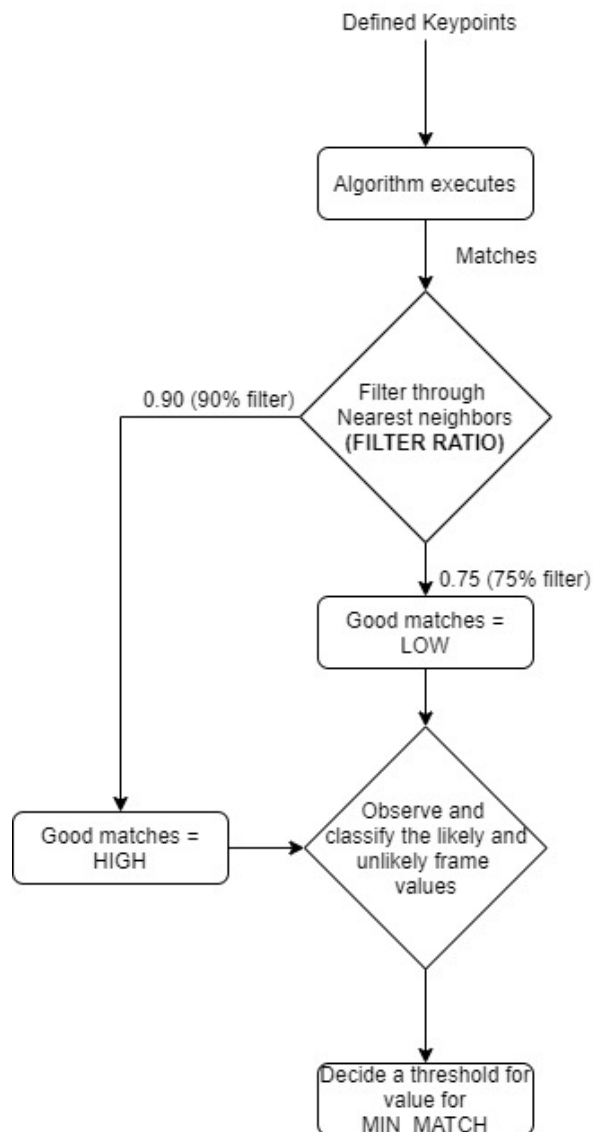 Defined Keypoints
Algorithm executes
Matches
0.90 (90% filter)
Filter through
Nearest neighbors
(FILTER RATIO)
0.75 (75% filter)
Good matches =
LOW
Good matches =
HIGH
Observe and
classify the likely and
unlikely frame
values
Decide a threshold for
value for
MIN_MATCH